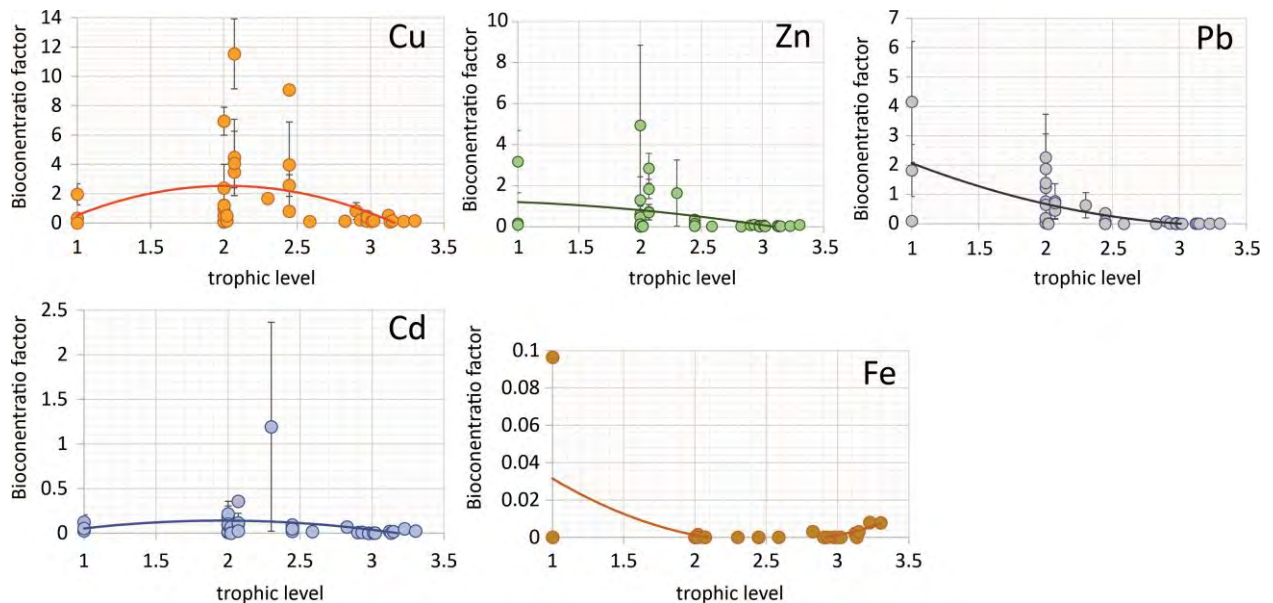 Cu
Bioconentratio factor
14
12
10
8
6
4
2
0
1 1.5 2 2.5 3 3.5
trophic level
Zn
Bioconentratio factor
10
8
6
4
2
0
1 1.5 2 2.5 3 3.5
trophic level
Pb
Bioconentratio factor
7
6
5
4
3
2
1
0
1 1.5 2 2.5 3 3.5
trophic level
Cd
Bioconentratio factor
2.5
2
1.5
1
0.5
0
1 1.5 2 2.5 3 3.5
trophic level
Fe
Bioconentratio factor
0.1
0.08
0.06
0.04
0.02
0
1 1.5 2 2.5 3 3.5
trophic level